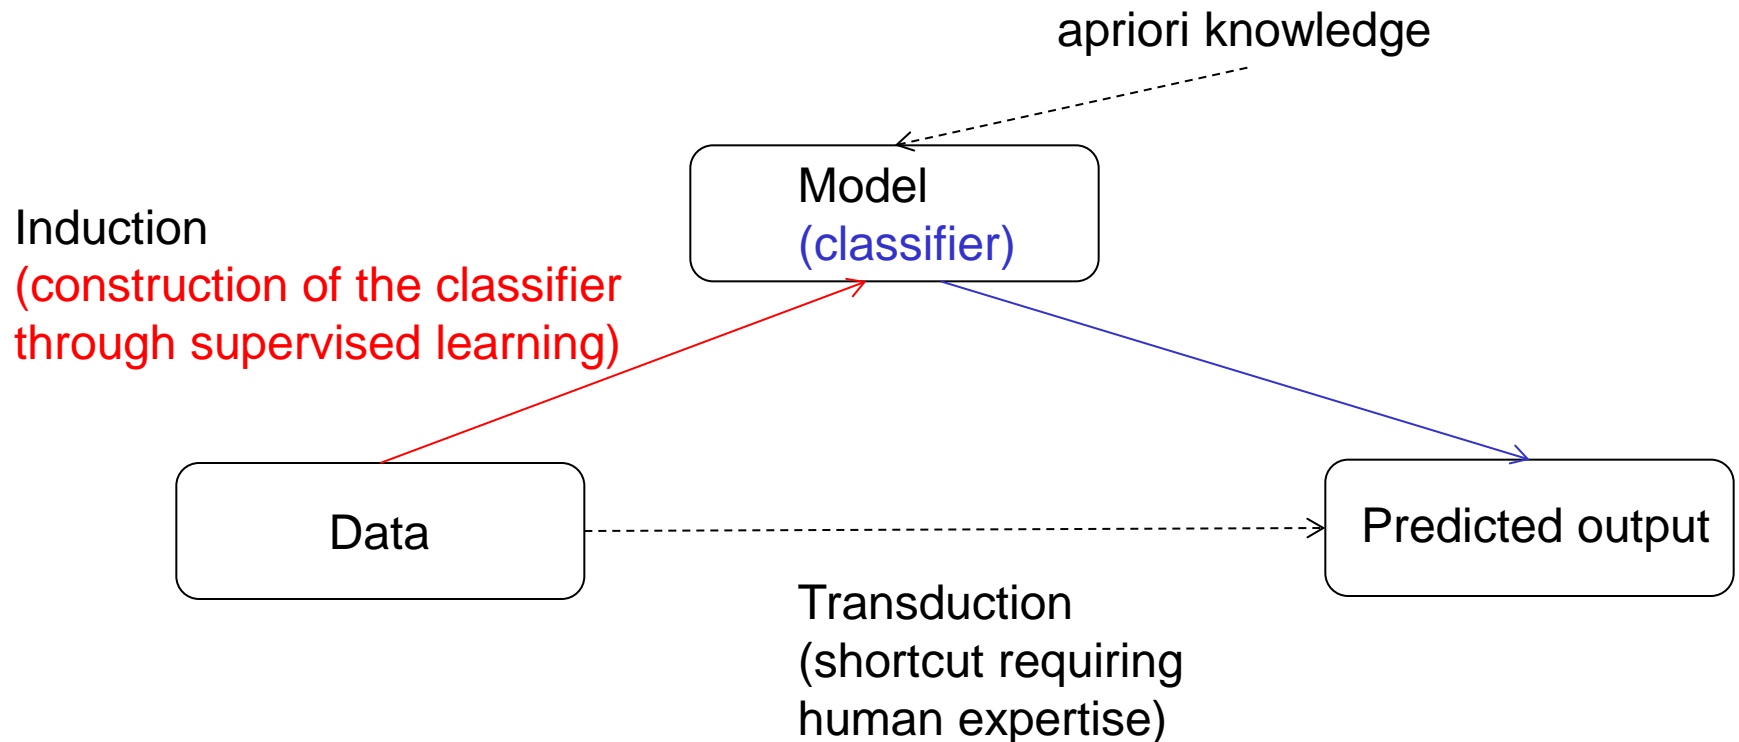 apriori knowledge
Model
(classifier)
Induction
(construction of the classifier
through supervised learning)
Data
Predicted output
Transduction
(shortcut requiring
human expertise)